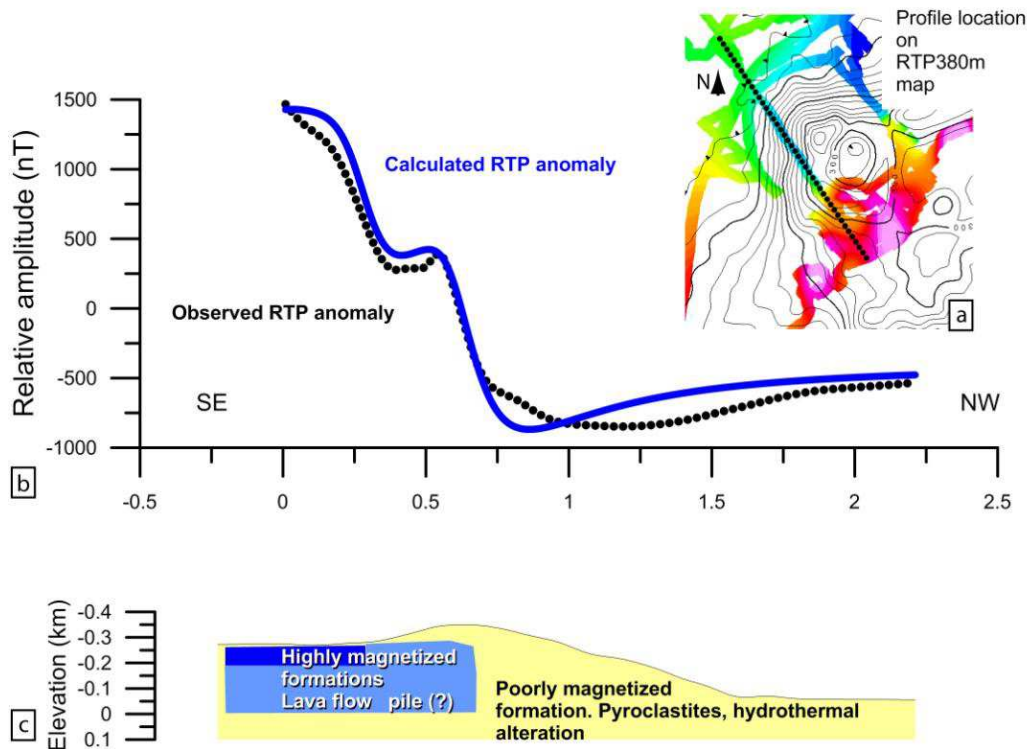 Profile location
on
RTP380m
map
N
300
a
1500
1000
500
0
-500
-1000
Relative amplitude (nT)
Calculated RTP anomaly
Observed RTP anomaly
SE
NW
b
-0.5
0
0.5
1
1.5
2
2.5
Elevation (km)
-0.4
-0.3
-0.2
-0.1
0
0.1
Highly magnetized
formations
Lava flow pile (?)
Poorly magnetized
formation. Pyroclastites, hydrothermal
alteration
c